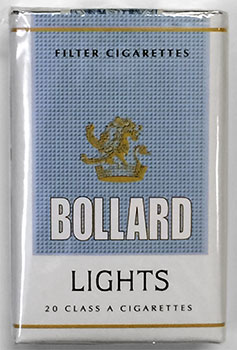 FILTER CIGARETTES
BOLLARD
LIGHTS
20 CLASS A CIGARETTES